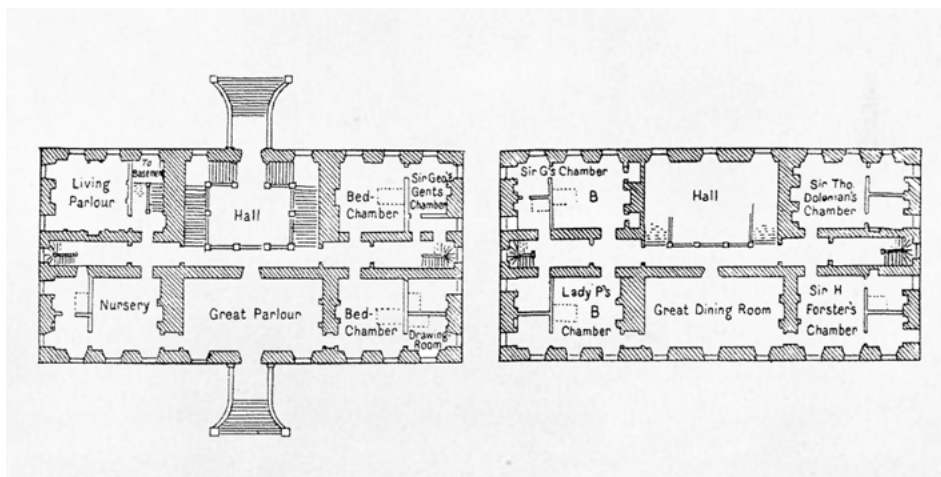 Living
Parlour
To
Basement
Hall
Bed-
Chamber
Sir Geo's
Gents
Chamber
Nursery
Great Parlour
Bed-
Chamber
Drawing
Room
Sir G's Chamber
B
Hall
Sir Tho.
Dolenian's
Chamber
Lady P's
B
Chamber
Great Dining Room
Sir H
Forster's
Chamber